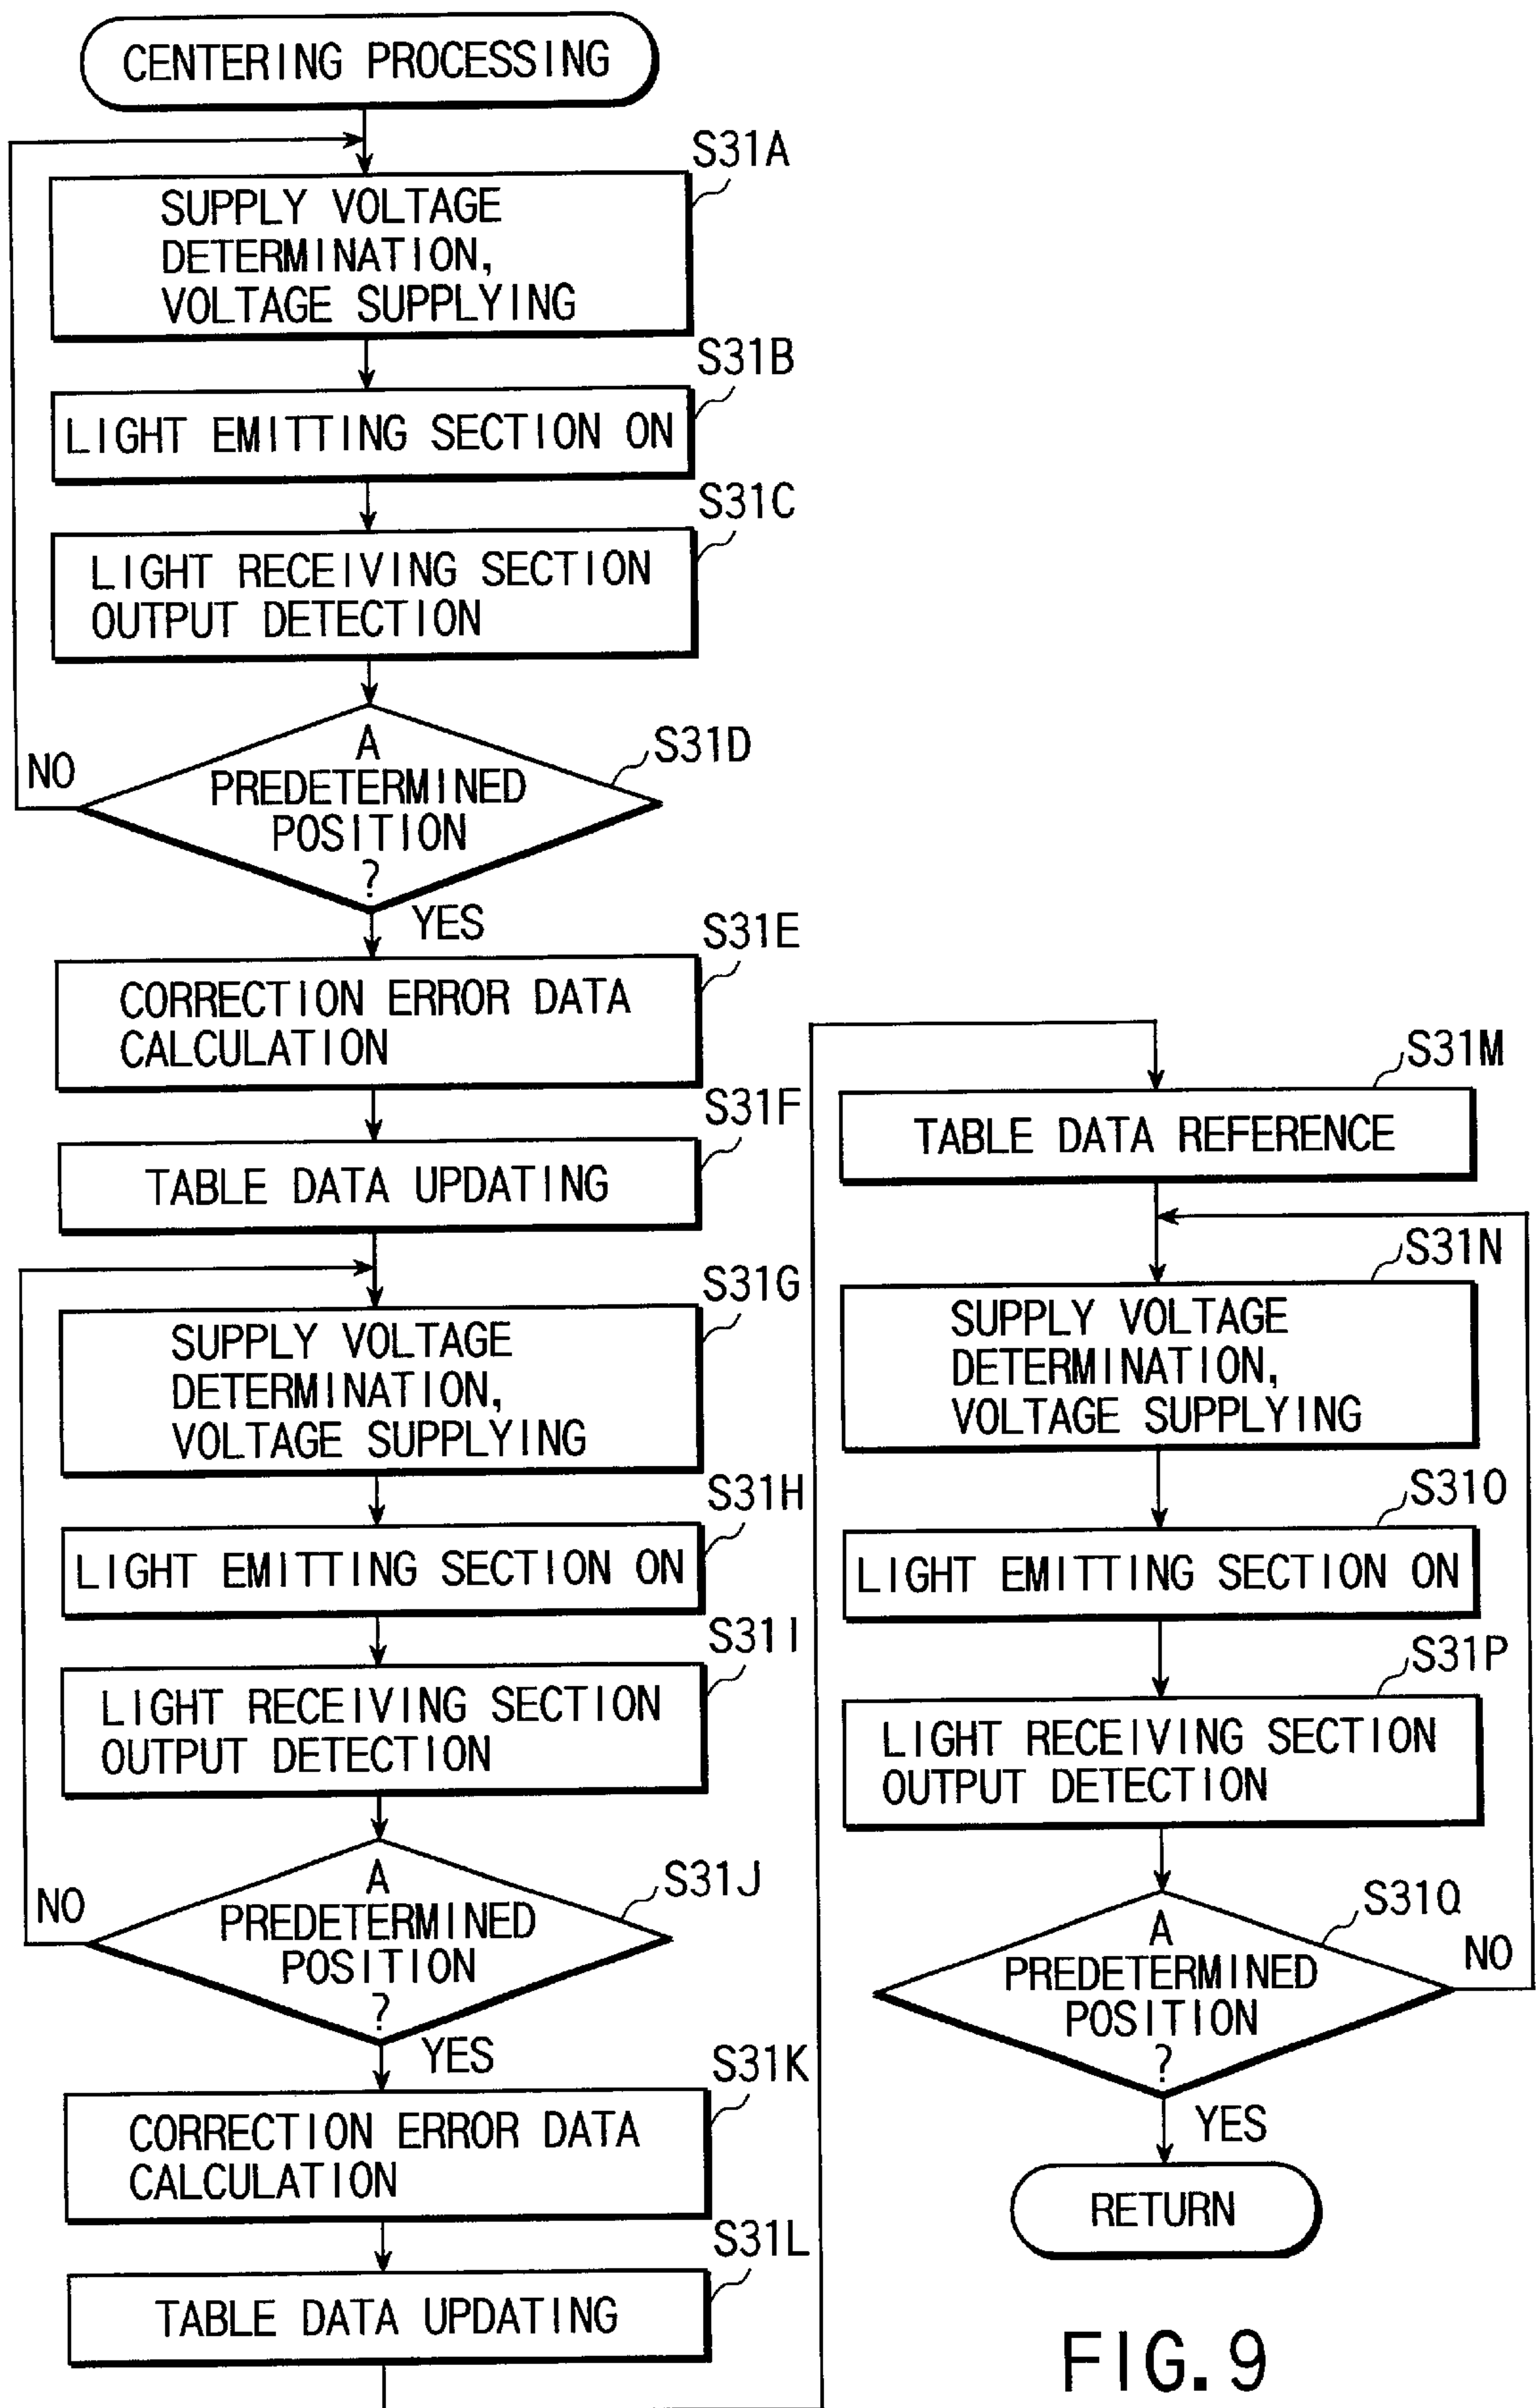 CENTERING PROCESSING
S31A
SUPPLY VOLTAGE
DETERMINATION,
VOLTAGE SUPPLYING
S31B
LIGHT EMITTING SECTION ON
S31C
LIGHT RECEIVING SECTION
OUTPUT DETECTION
S31D
A
PREDETERMINED
POSITION
?
NO
YES
S31E
CORRECTION ERROR DATA
CALCULATION
S31F
TABLE DATA UPDATING
S31G
SUPPLY VOLTAGE
DETERMINATION,
VOLTAGE SUPPLYING
S31H
LIGHT EMITTING SECTION ON
S31I
LIGHT RECEIVING SECTION
OUTPUT DETECTION
S31J
A
PREDETERMINED
POSITION
?
NO
YES
S31K
CORRECTION ERROR DATA
CALCULATION
S31L
TABLE DATA UPDATING
S31M
TABLE DATA REFERENCE
S31N
SUPPLY VOLTAGE
DETERMINATION,
VOLTAGE SUPPLYING
S31O
LIGHT EMITTING SECTION ON
S31P
LIGHT RECEIVING SECTION
OUTPUT DETECTION
S31Q
A
PREDETERMINED
POSITION
?
NO
YES
RETURN
FIG. 9